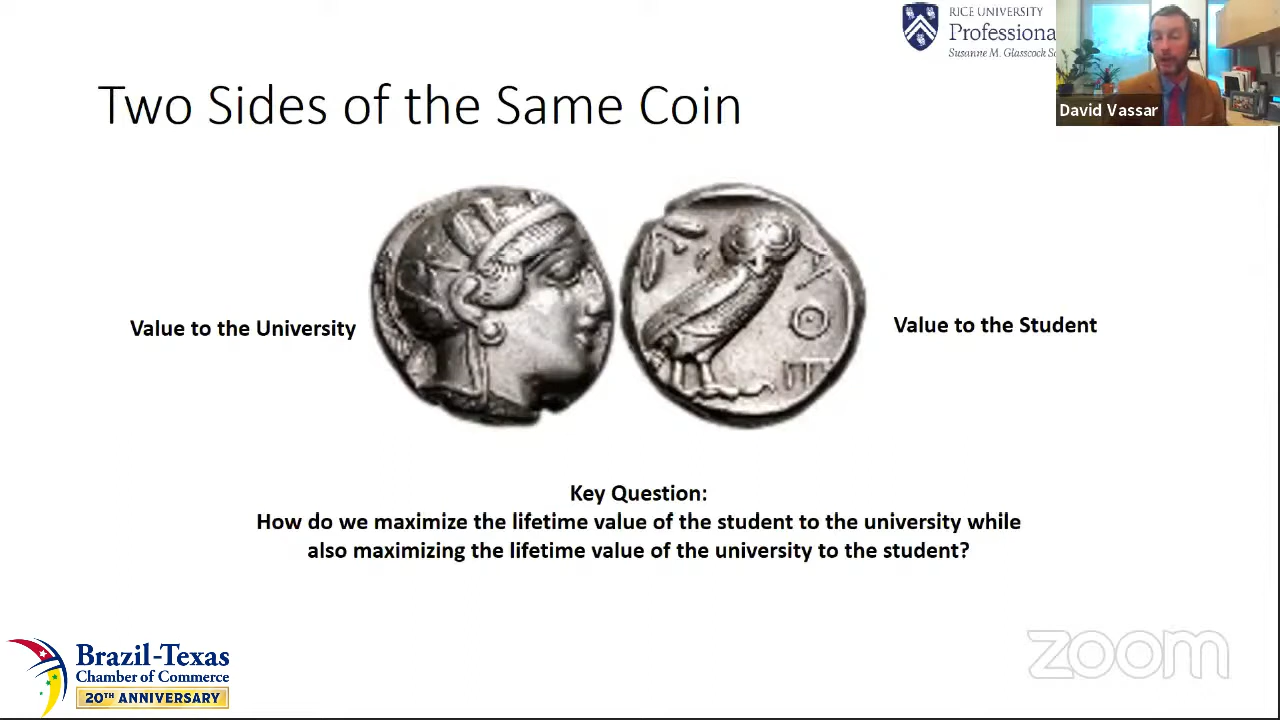 RICE UNIVERSITY
Professiona
Susanne M. Glasscock Sc
David Vassar
Two Sides of the Same Coin
Value to the University
Value to the Student
ΑΘΕ
Key Question:
How do we maximize the lifetime value of the student to the university while
also maximizing the lifetime value of the university to the student?
Brazil-Texas
Chamber of Commerce
20TH ANNIVERSARY
zoom